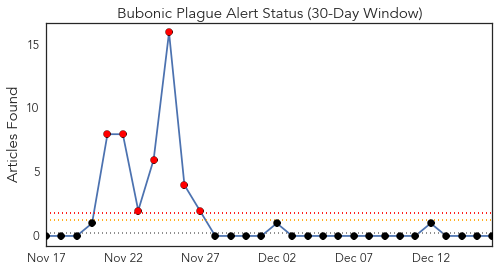 Bubonic Plague Alert Status (30-Day Window)
Articles Found
15
10
5
0
Nov 17 Nov 22 Nov 27 Dec 02 Dec 07 Dec 12